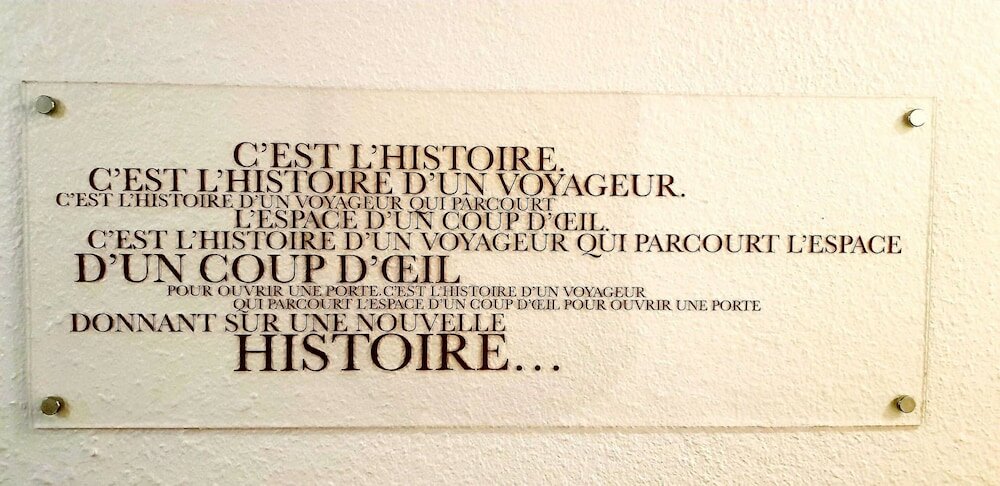 C'EST L'HISTOIRE.
C'EST L'HISTOIRE D'UN VOYAGEUR.
C'EST L'HISTOIRE D'UN VOYAGEUR QUI PARCOURT
L'ESPACE D'UN COUP D'ŒIL.
C'EST L'HISTOIRE D'UN VOYAGEUR QUI PARCOURT L'ESPACE
D'UN COUP D'ŒIL
POUR OUVRIR UNE PORTE.C'EST L'HISTOIRE D'UN VOYAGEUR
QUI PARCOURT L'ESPACE D'UN COUP D'ŒIL POUR OUVRIR UNE PORTE
DONNANT SUR UNE NOUVELLE
HISTOIRE...